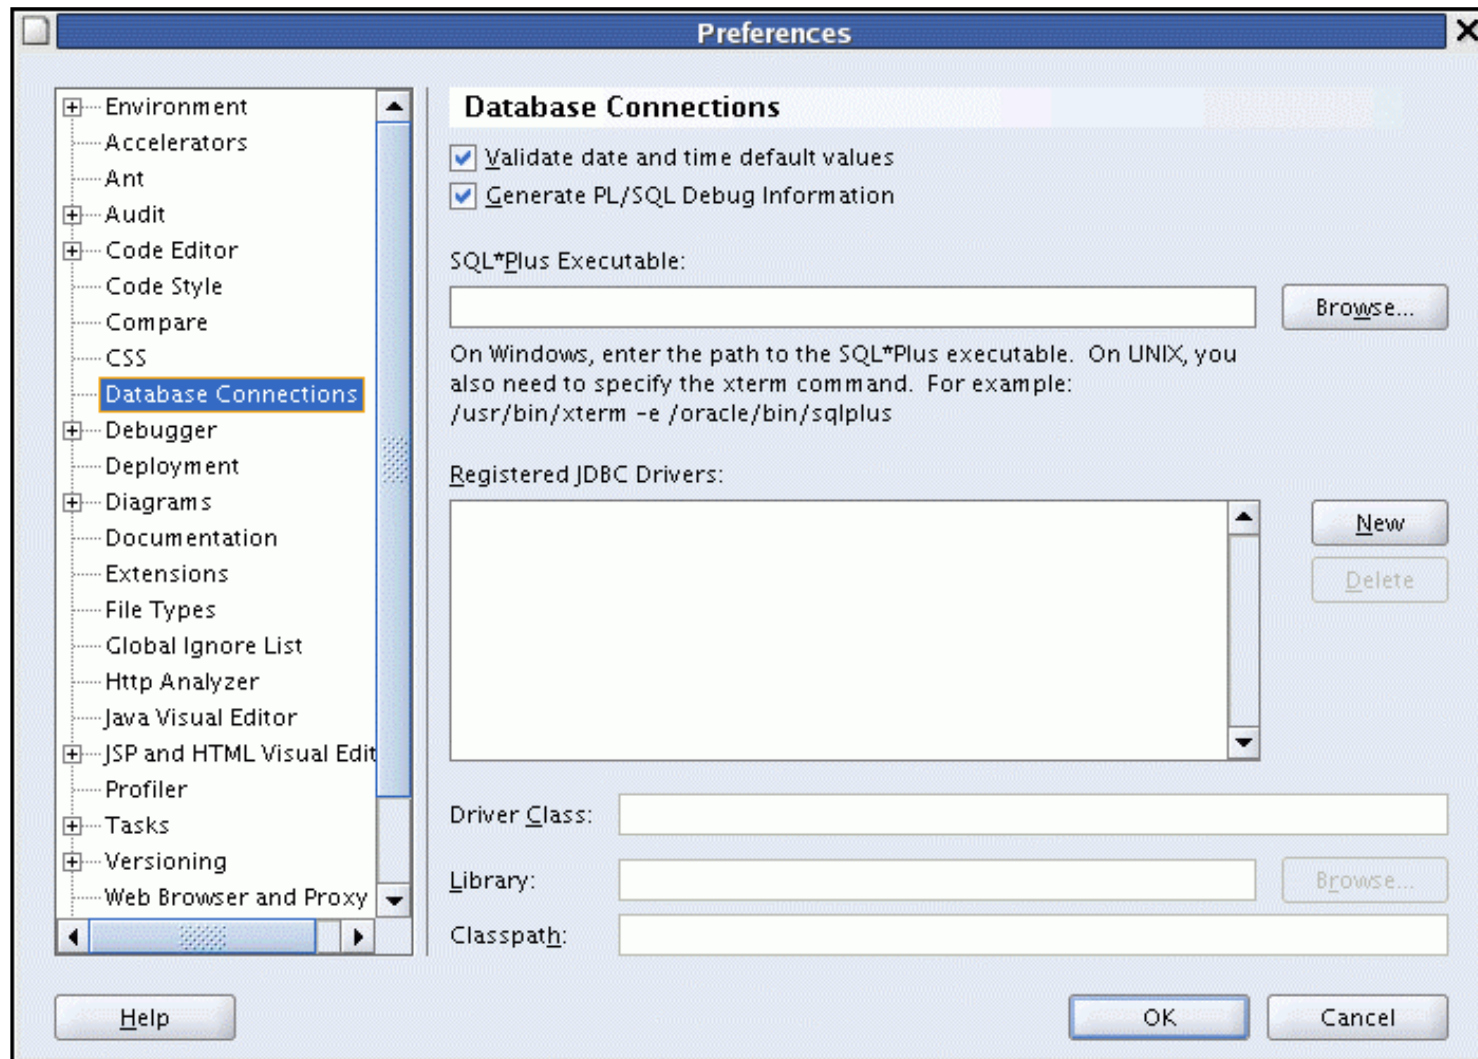 Preferences
Environment
Accelerators
Ant
Audit
Code Editor
Code Style
Compare
CSS
Database Connections
Debugger
Deployment
Diagrams
Documentation
Extensions
File Types
Global Ignore List
Http Analyzer
Java Visual Editor
JSP and HTML Visual Edit
Profiler
Tasks
Versioning
Web Browser and Proxy
Database Connections
Validate date and time default values
Generate PL/SQL Debug Information
SQL*Plus Executable:
Browse...
On Windows, enter the path to the SQL*Plus executable. On UNIX, you
also need to specify the xterm command. For example:
/usr/bin/xterm -e /oracle/bin/sqlplus
Registered JDBC Drivers:
New
Delete
Driver Class:
Library:
Browse...
Classpath:
Help
OK
Cancel